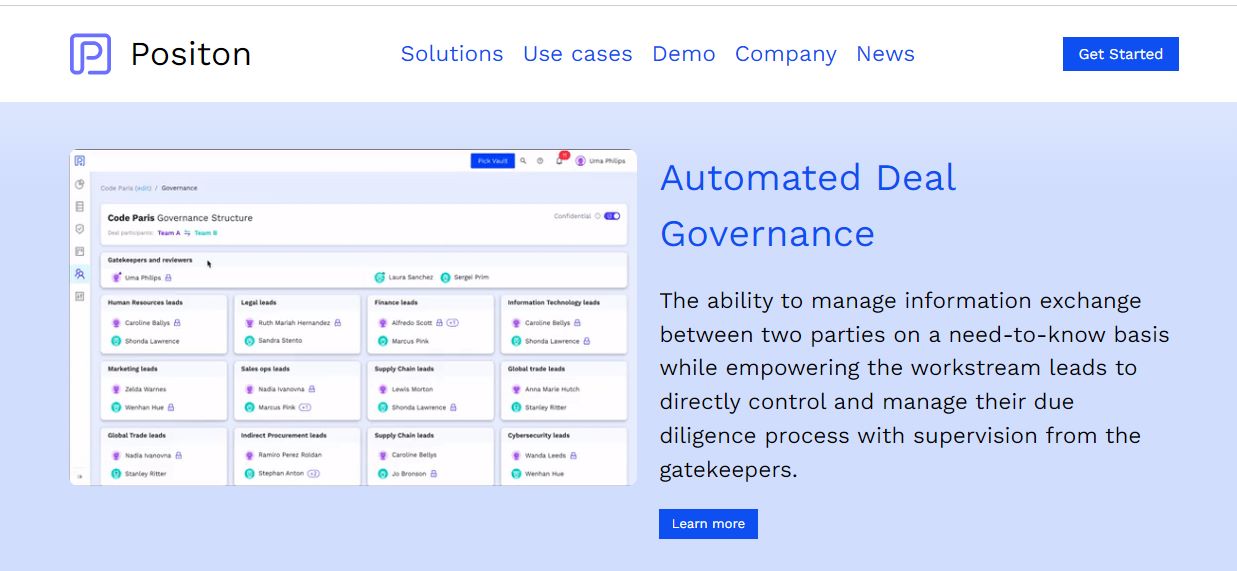 Positon
Solutions Use cases Demo Company News
Get Started
Pick Vault
Uma Philips
Code Paris (edit) / Governance
Code Paris Governance Structure
Confidential
Deal participants: Team A Team B
Gatekeepers and reviewers
Uma Philips Laura Sanchez Sergei Prim
Human Resources leads Legal leads Finance leads Information Technology leads
Caroline Ballys Ruth Mariah Hernandez Alfredo Scott +1 Caroline Bellys
Shonda Lawrence Sandra Stento Marcus Pink Shonda Lawrence
Marketing leads Sales ops leads Supply Chain leads Global trade leads
Zelda Warnes Nadia Ivanovna Lewis Morton Anna Marie Hutch
Wenhan Hue Marcus Pink +1 Shonda Lawrence Stanley Ritter
Global Trade leads Indirect Procurement leads Supply Chain leads Cybersecurity leads
Nadia Ivanovna Ramiro Perez Roldan Caroline Bellys Wanda Leeds
Stanley Ritter Stephan Anton +2 Jo Bronson Wenhan Hue
Automated Deal
Governance
The ability to manage information exchange
between two parties on a need-to-know basis
while empowering the workstream leads to
directly control and manage their due
diligence process with supervision from the
gatekeepers.
Learn more